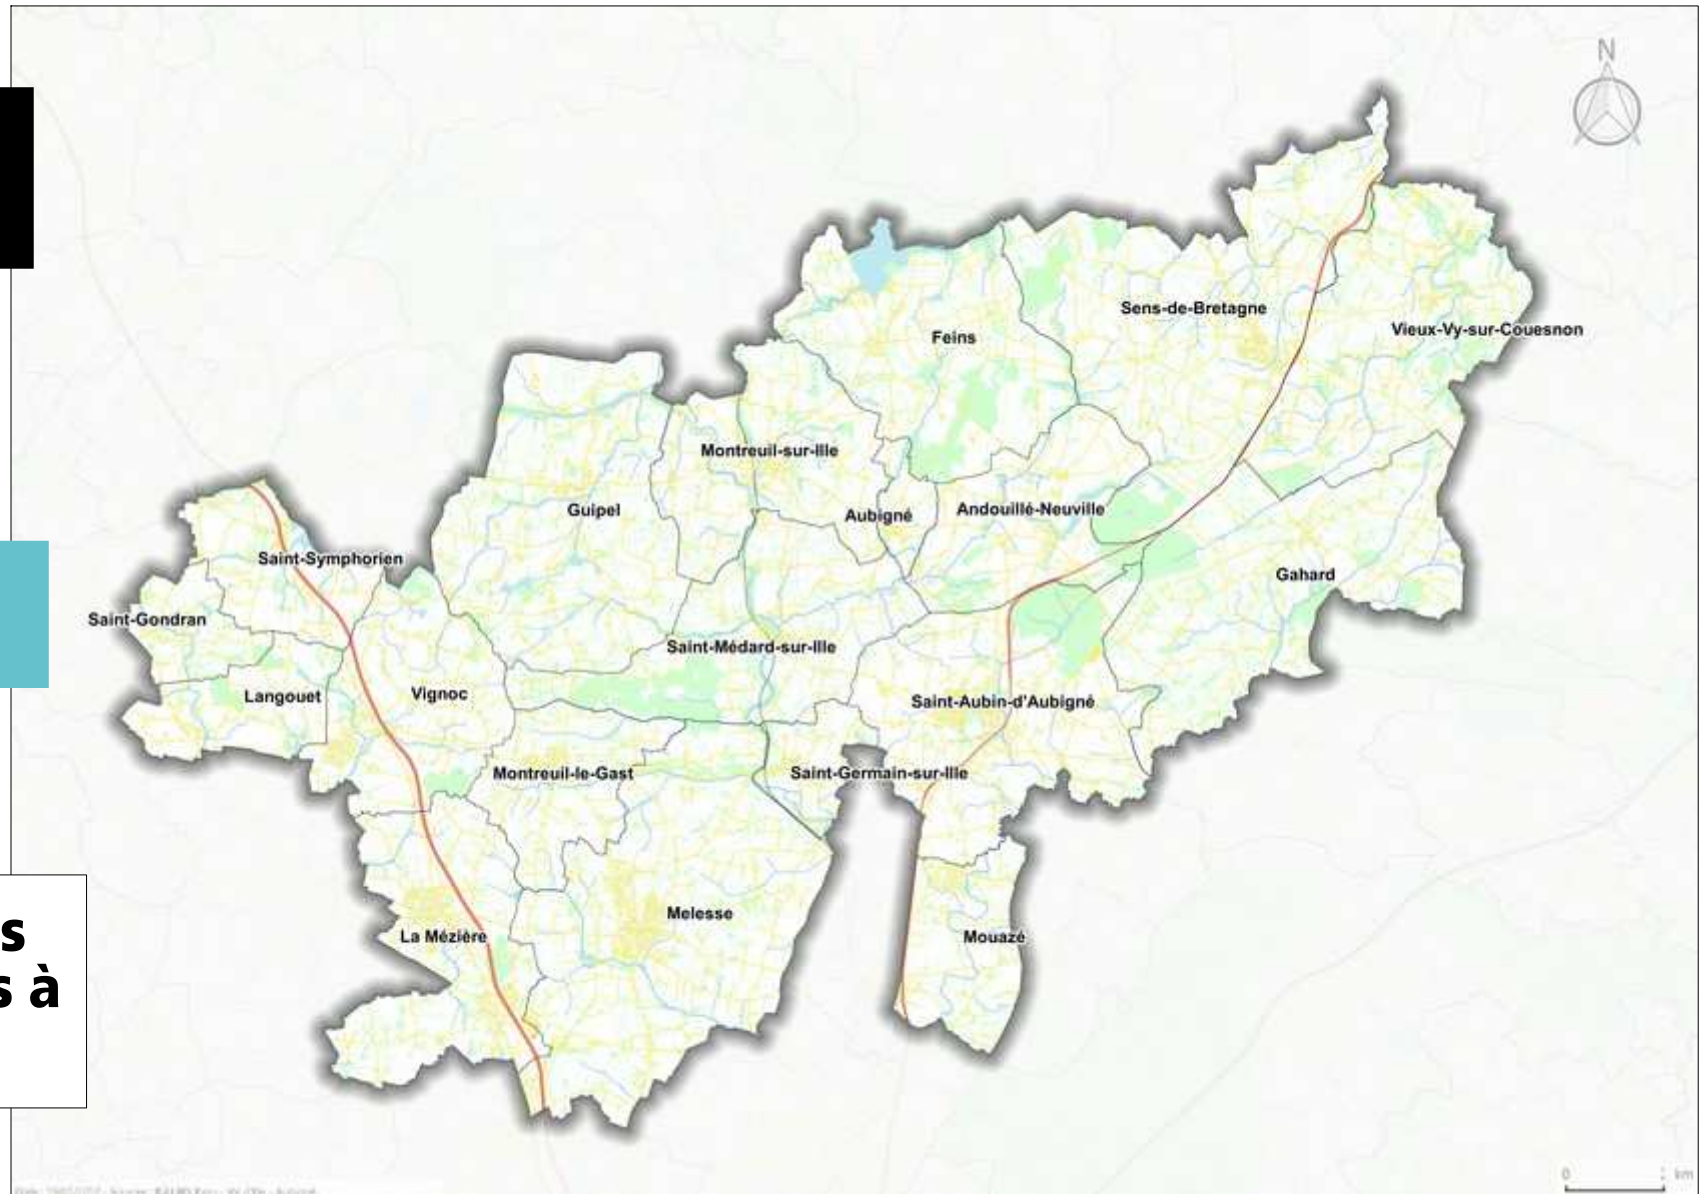 N
Sens-de-Bretagne
Vieux-Vy-sur-Couesnon
Feins
Montreuil-sur-Ille
Guipel
Aubigné
Andouillé-Neuville
Saint-Symphorien
Gahard
Saint-Gondran
Saint-Médard-sur-Ille
Langouet
Vignoc
Saint-Aubin-d'Aubigné
Montreuil-le-Gast
Saint-Germain-sur-Ille
Melesse
La Mézière
Mouazé
s
s à
0
km